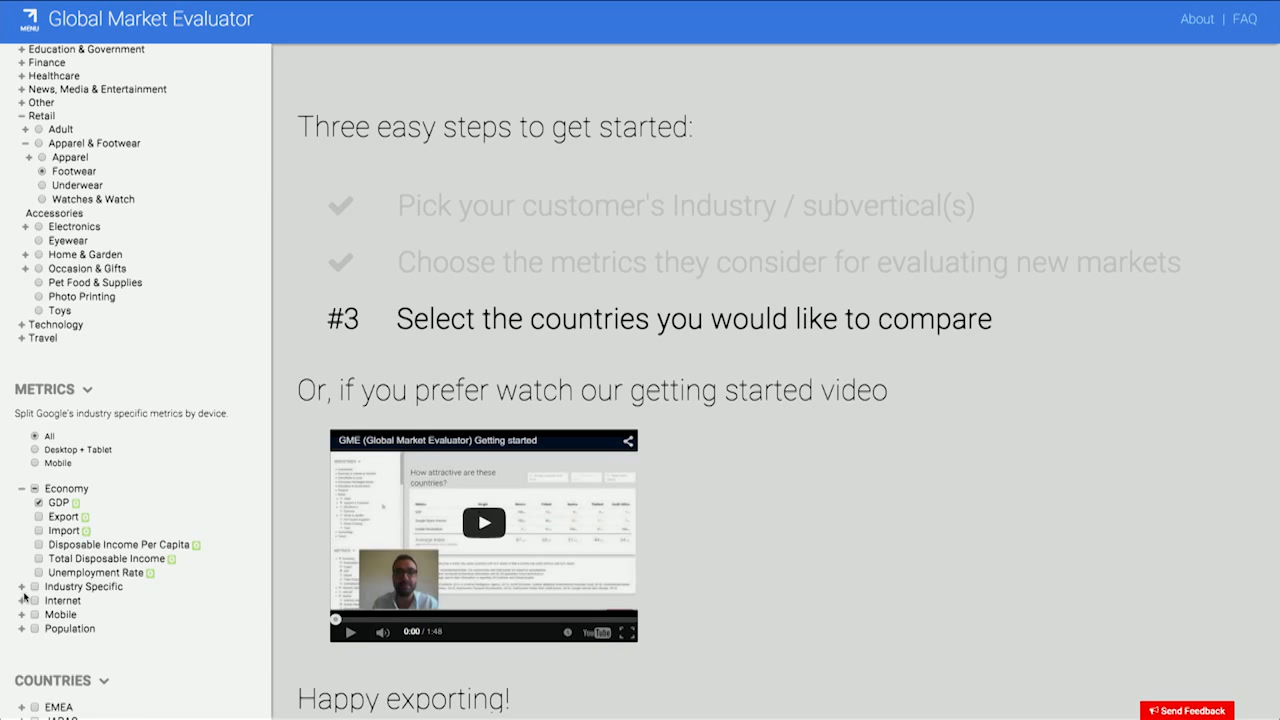 MENU
Global Market Evaluator
About | FAQ
Education & Government
Finance
Healthcare
News, Media & Entertainment
Other
Retail
Adult
Apparel & Footwear
Apparel
Footwear
Underwear
Watches & Watch
Accessories
Electronics
Eyewear
Home & Garden
Occasion & Gifts
Pet Food & Supplies
Photo Printing
Toys
Technology
Travel
METRICS
Split Google's industry specific metrics by device.
All
Desktop + Tablet
Mobile
Economy
GDP
Export
Import
Disposable Income Per Capita
Total Disposable Income
Unemployment Rate
Industry Specific
Internet
Mobile
Population
COUNTRIES
EMEA
Three easy steps to get started:
Pick your customer's Industry / subvertical(s)
Choose the metrics they consider for evaluating new markets
#3 Select the countries you would like to compare
Or, if you prefer watch our getting started video
GME (Global Market Evaluator) Getting started
How attractive are these
countries?
0:00 / 1:48
YouTube
Happy exporting!
Send Feedback